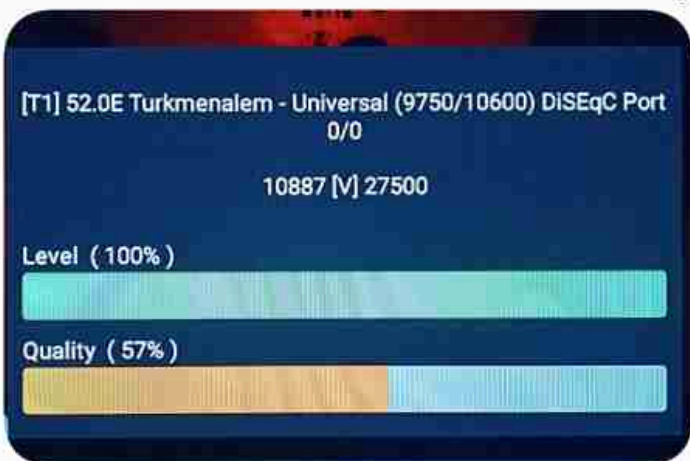 [T1] 52.0E Turkmenalem - Universal (9750/10600) DiSEqC Port
0/0
10887 [V] 27500
Level ( 100% )
Quality ( 57% )